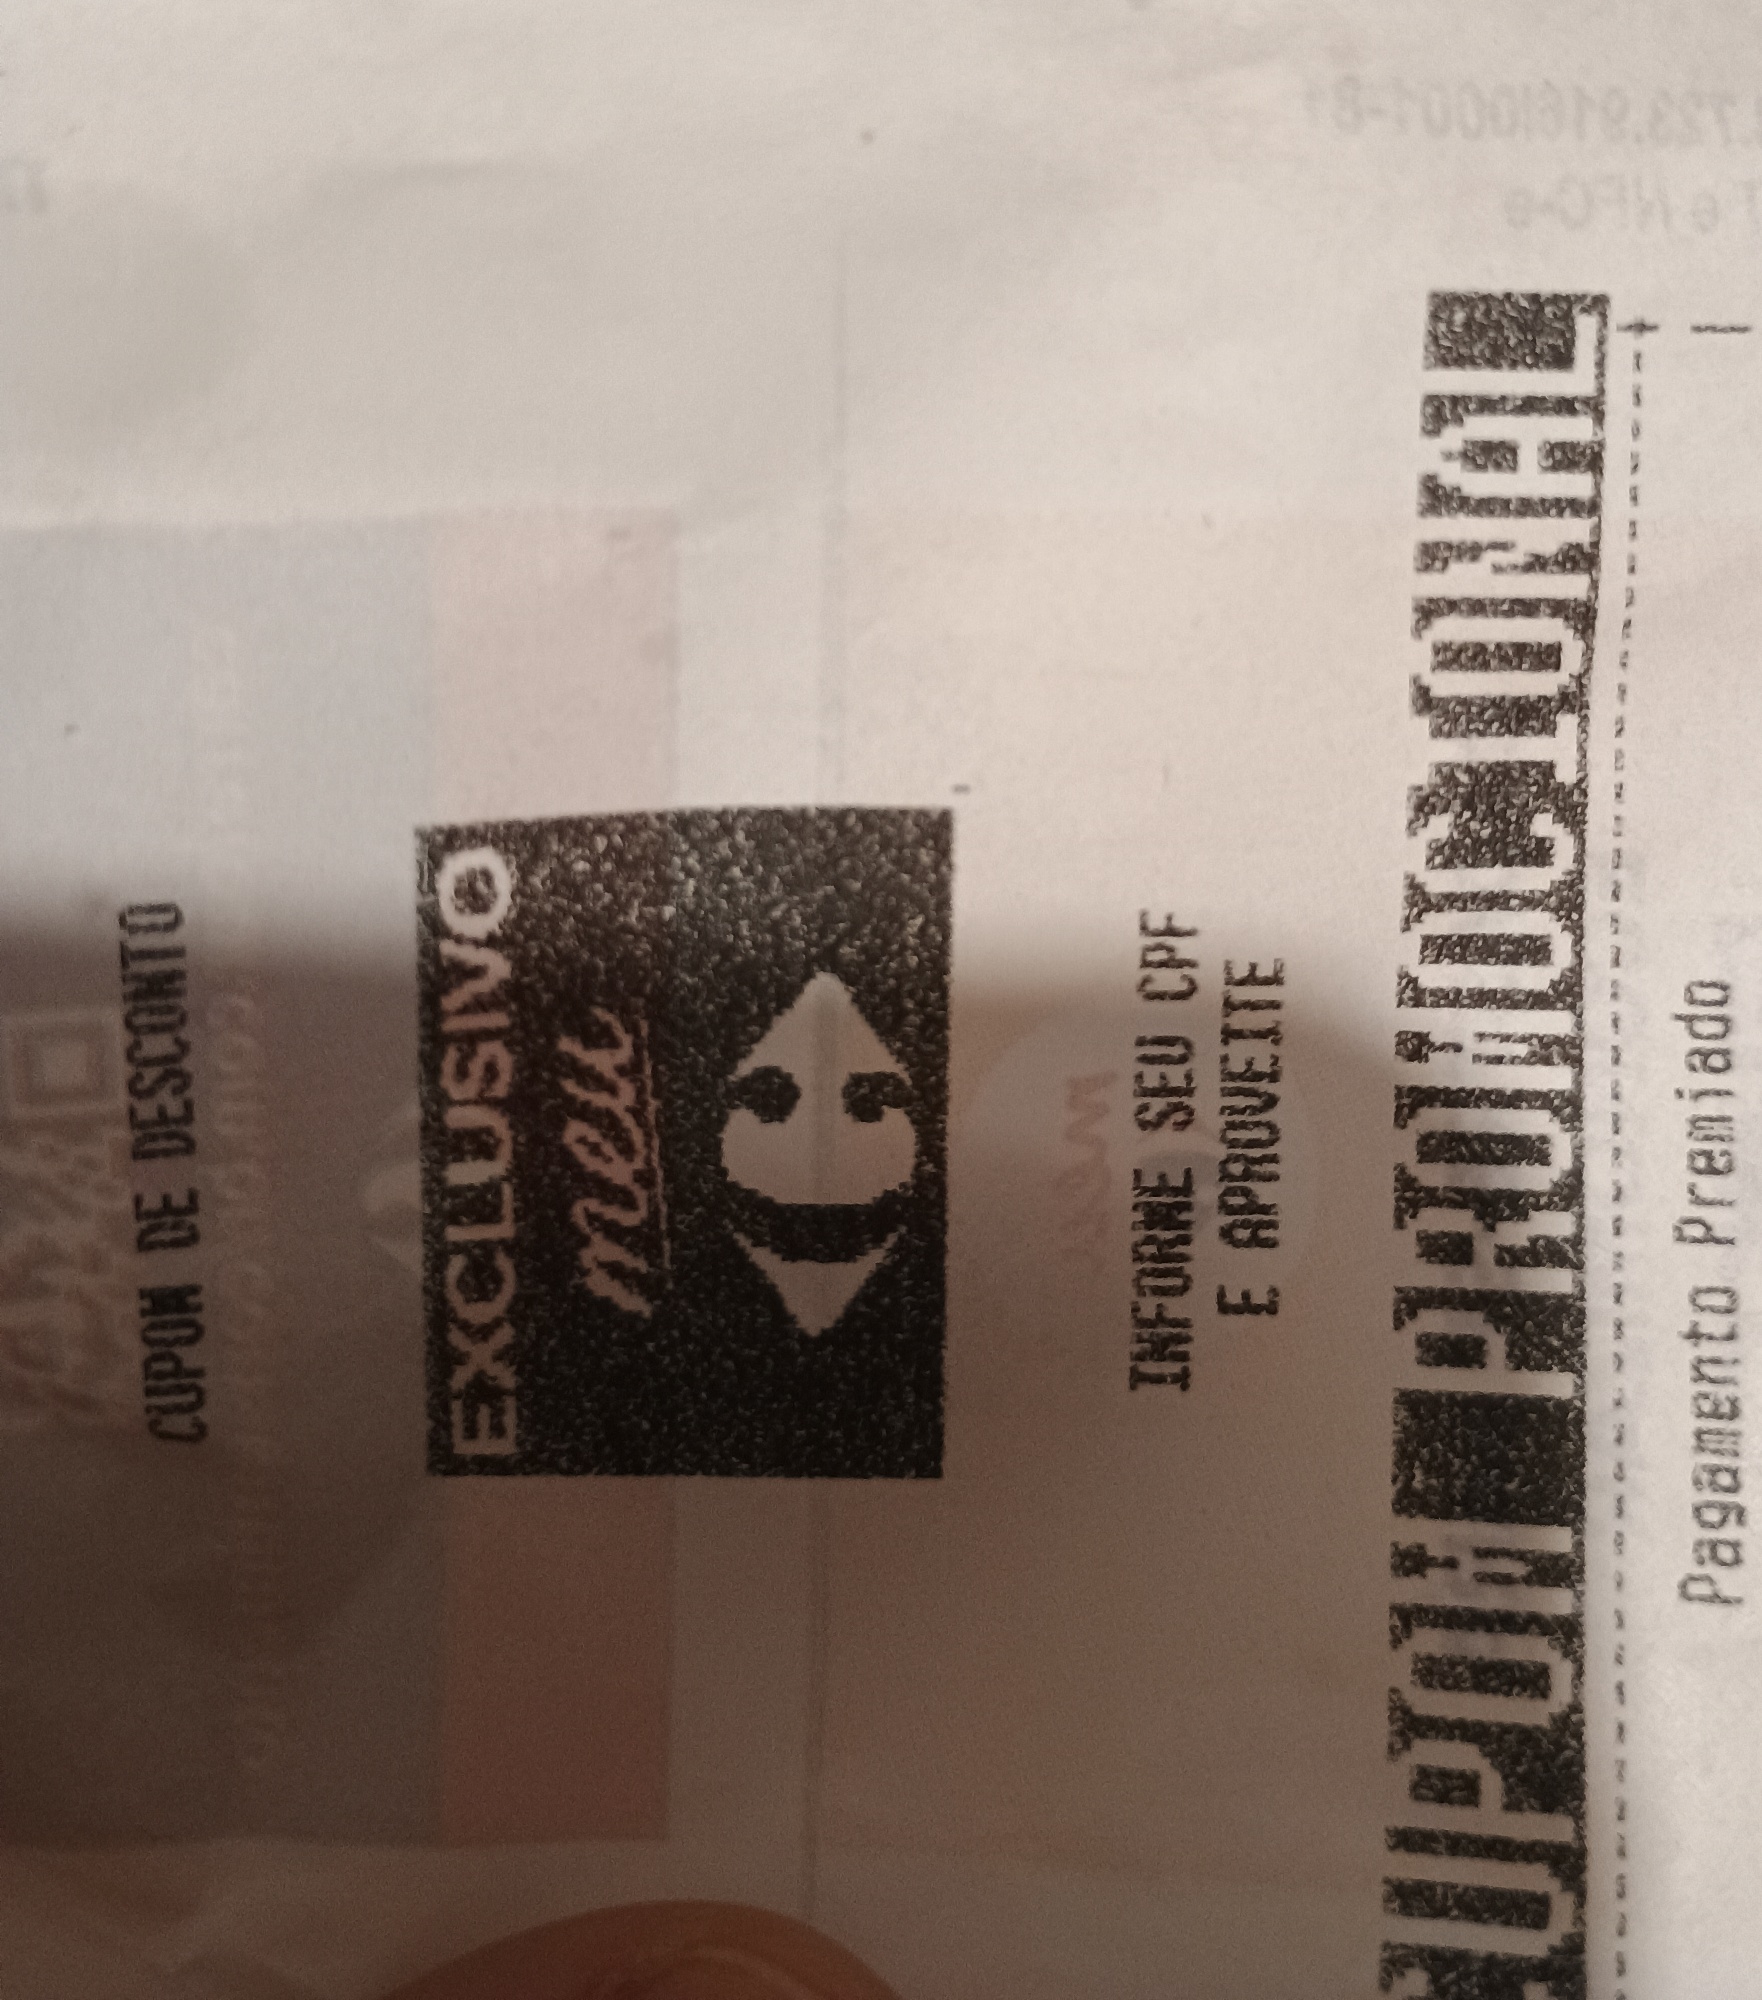 CUPOM DE DESCONTO
EXCLUSIVO
meu
INFORME SEU CPF
E APROVEITE
CUPOM PROMOCIONAL
Pagamento Premiado